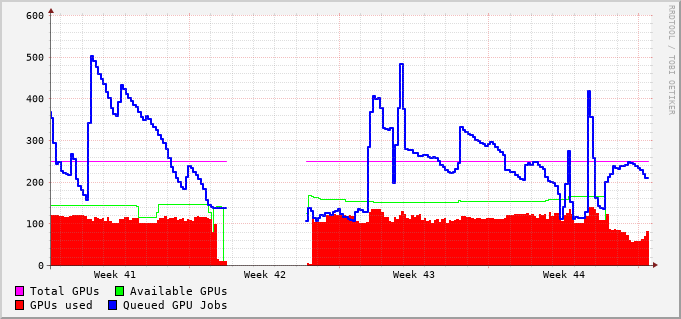 600
500
400
300
200
100
0
Week 41 Week 42 Week 43 Week 44
Total GPUs Available GPUs
GPUs used Queued GPU Jobs
RRDTOOL / TOBI OETIKER